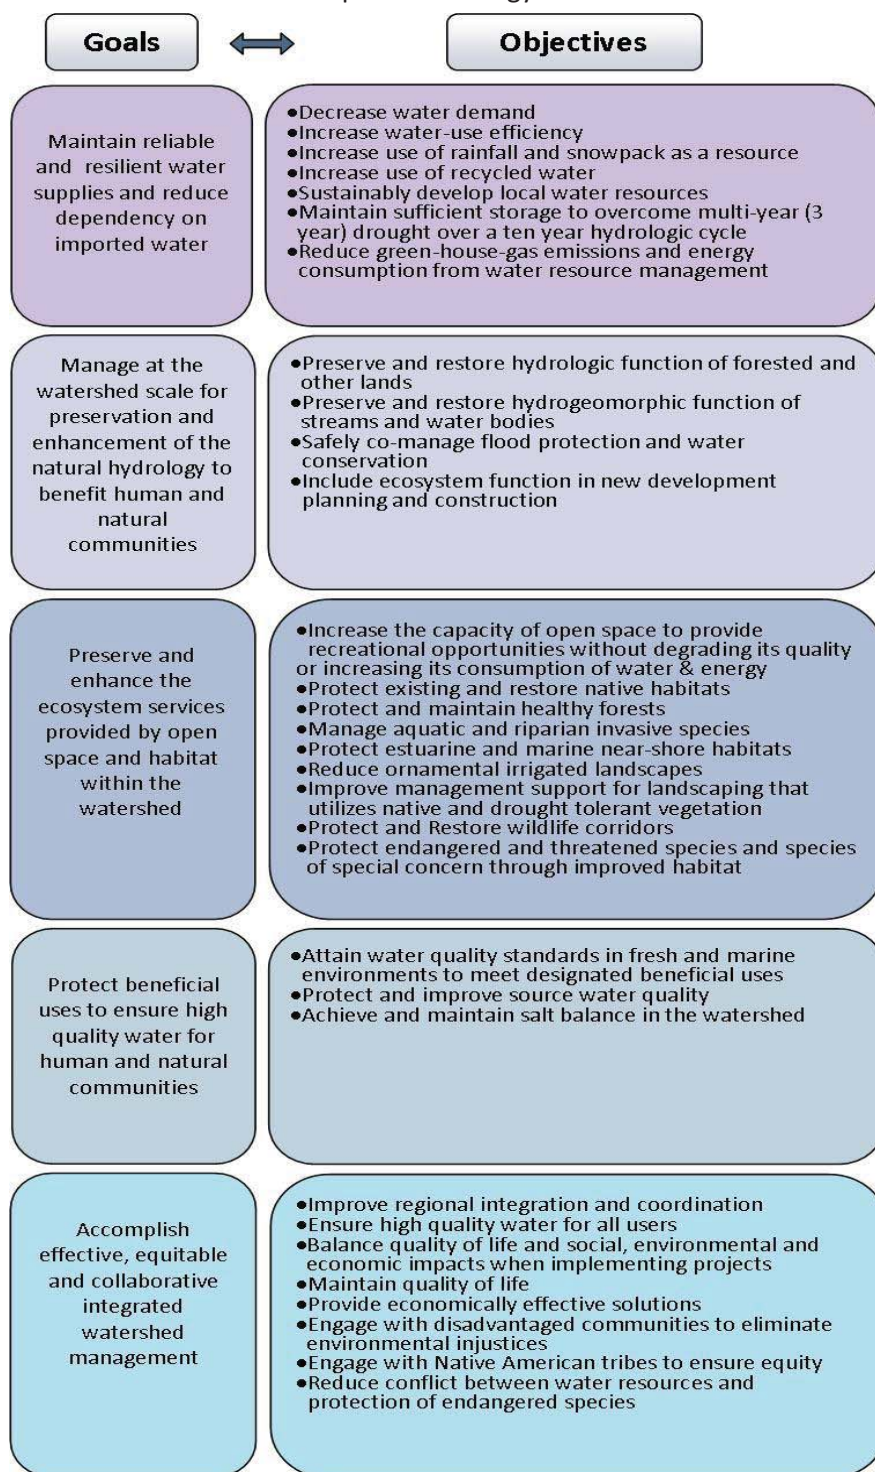 Goals
Objectives
Maintain reliable
and resilient water
supplies and reduce
dependency on
imported water
●Decrease water demand
●Increase water-use efficiency
●Increase use of rainfall and snowpack as a resource
●Increase use of recycled water
●Sustainably develop local water resources
●Maintain sufficient storage to overcome multi-year (3
year) drought over a ten year hydrologic cycle
●Reduce green-house-gas emissions and energy
consumption from water resource management
Manage at the
watershed scale for
preservation and
enhancement of the
natural hydrology to
benefit human and
natural
communities
●Preserve and restore hydrologic function of forested and
other lands
●Preserve and restore hydrogeomorphic function of
streams and water bodies
●Safely co-manage flood protection and water
conservation
●Include ecosystem function in new development
planning and construction
Preserve and
enhance the
ecosystem services
provided by open
space and habitat
within the
watershed
●Increase the capacity of open space to provide
recreational opportunities without degrading its quality
or increasing its consumption of water & energy
●Protect existing and restore native habitats
●Protect and maintain healthy forests
●Manage aquatic and riparian invasive species
●Protect estuarine and marine near-shore habitats
●Reduce ornamental irrigated landscapes
●Improve management support for landscaping that
utilizes native and drought tolerant vegetation
●Protect and Restore wildlife corridors
●Protect endangered and threatened species and species
of special concern through improved habitat
Protect beneficial
uses to ensure high
quality water for
human and natural
communities
●Attain water quality standards in fresh and marine
environments to meet designated beneficial uses
●Protect and improve source water quality
●Achieve and maintain salt balance in the watershed
Accomplish
effective, equitable
and collaborative
integrated
watershed
management
●Improve regional integration and coordination
●Ensure high quality water for all users
●Balance quality of life and social, environmental and
economic impacts when implementing projects
●Maintain quality of life
●Provide economically effective solutions
●Engage with disadvantaged communities to eliminate
environmental injustices
●Engage with Native American tribes to ensure equity
●Reduce conflict between water resources and
protection of endangered species